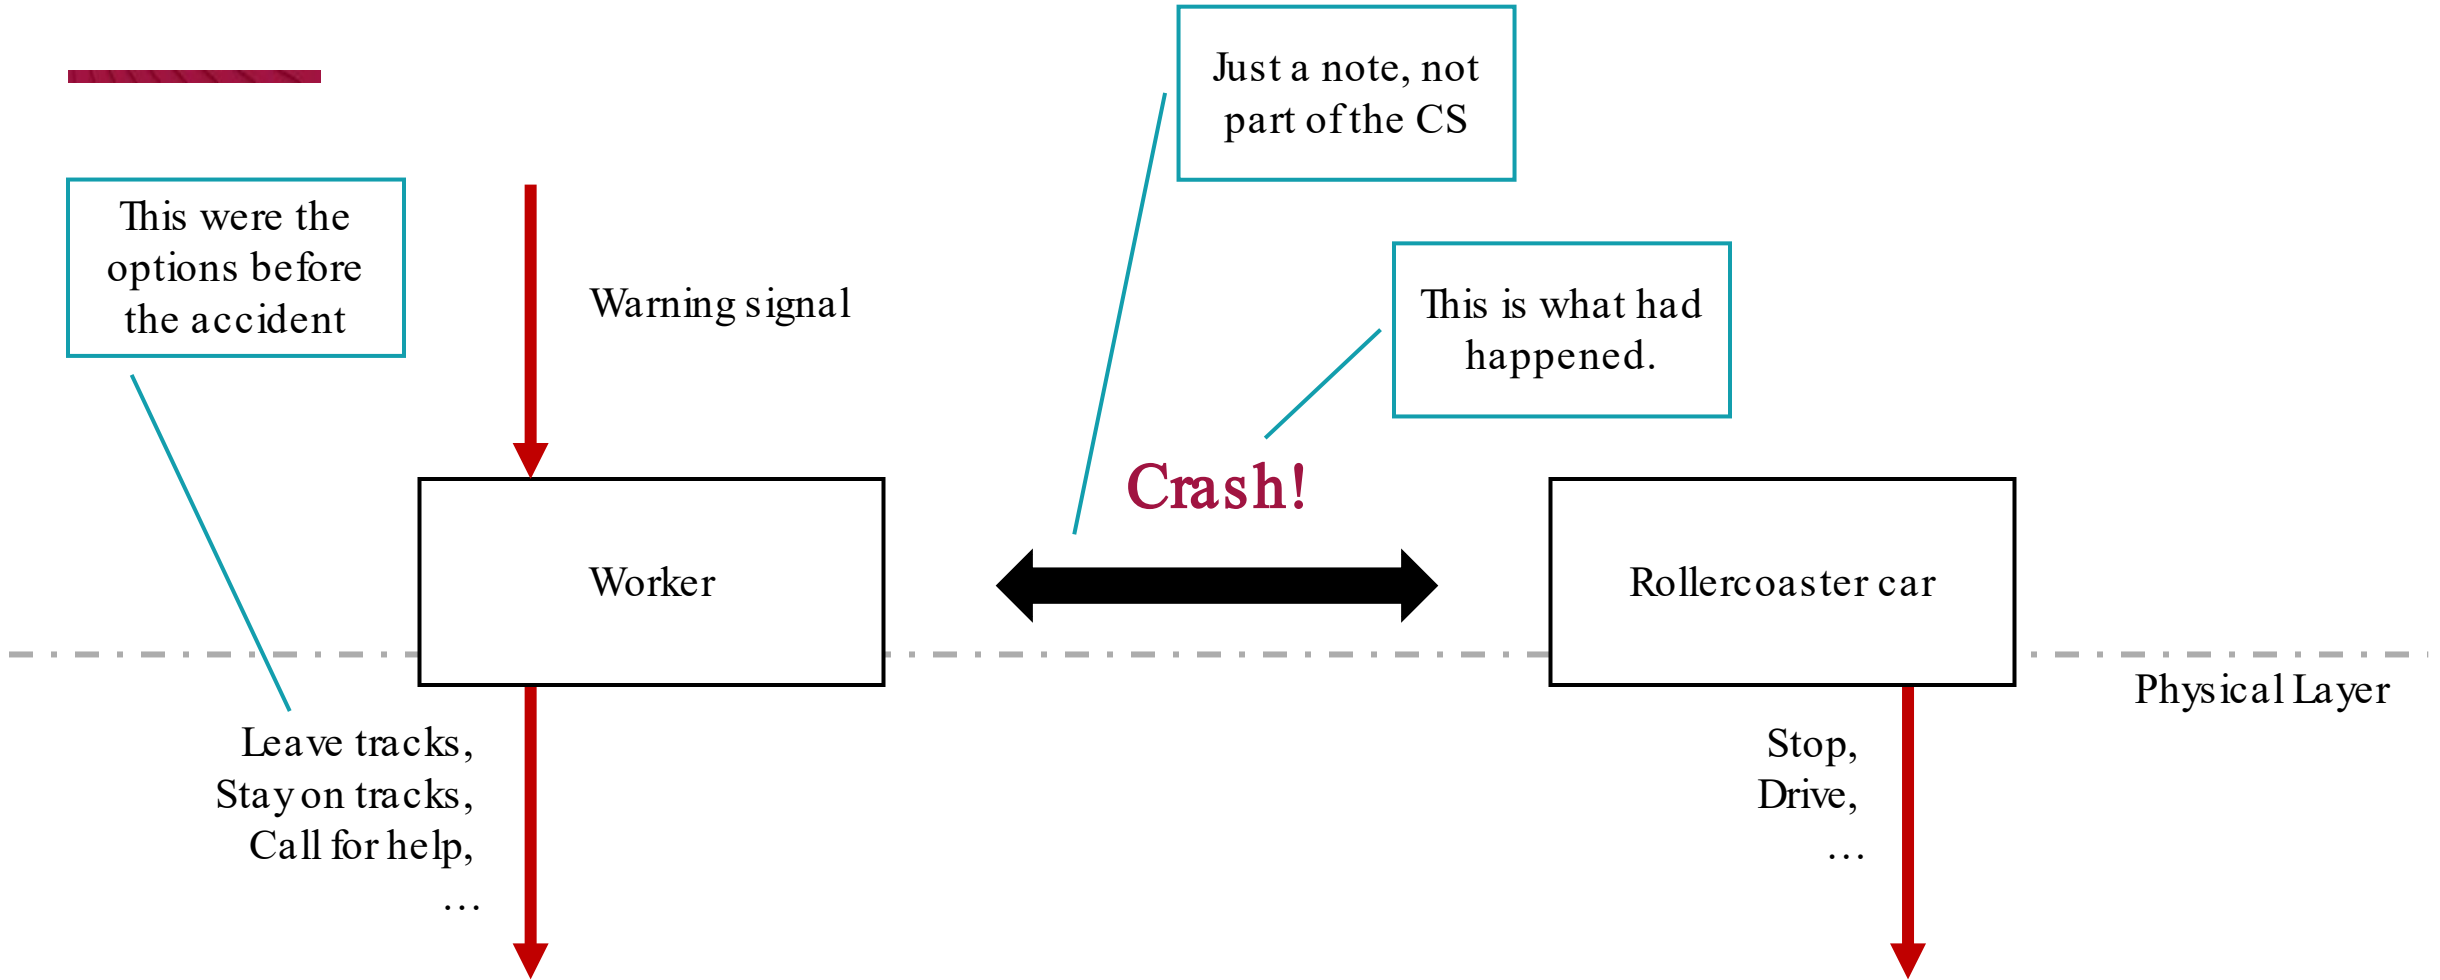 Just a note, not
part of the CS
This were the
options before
the accident
Warning signal
This is what had
happened.
Crash!
Worker
Rollercoaster car
Physical Layer
Leave tracks,
Stay on tracks,
Call for help,
…
Stop,
Drive,
…